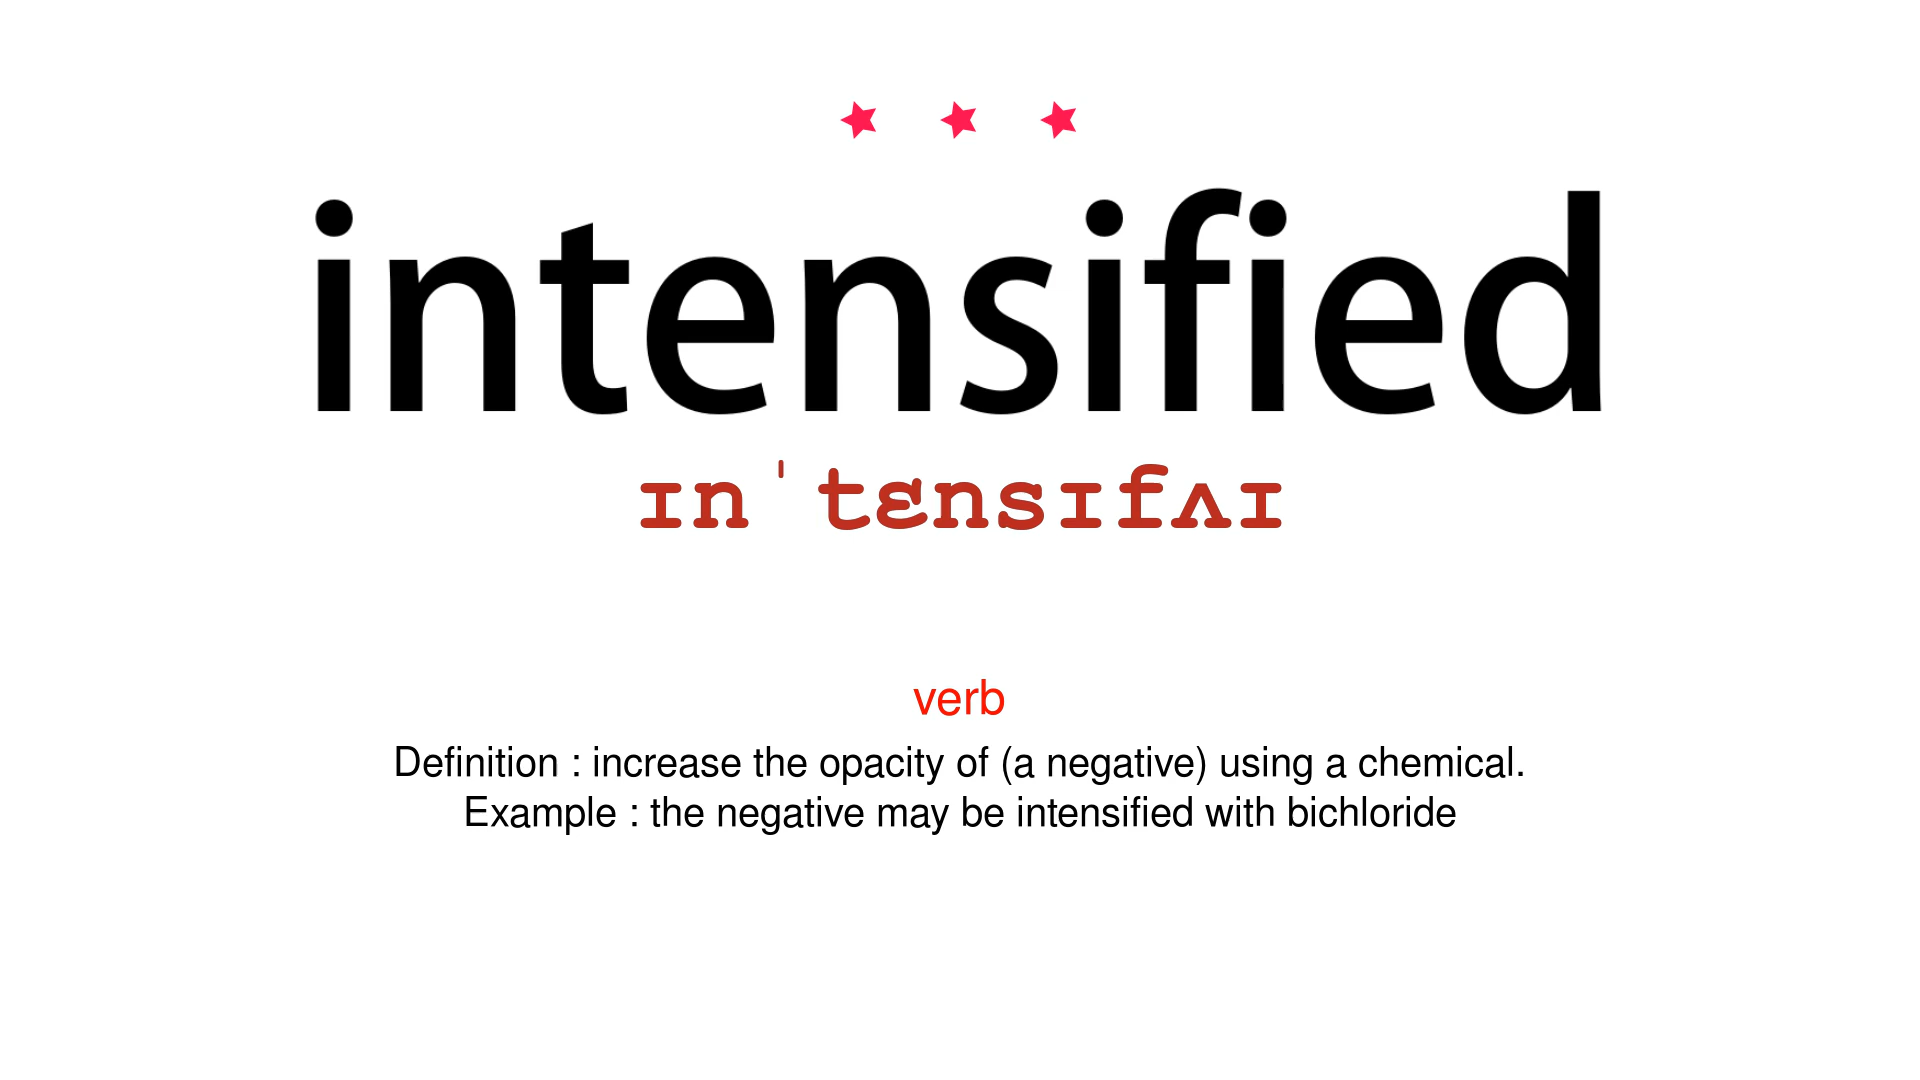 intensified
ɪnˈtɛnsɪfʌɪ
verb
Definition : increase the opacity of (a negative) using a chemical.
Example : the negative may be intensified with bichloride